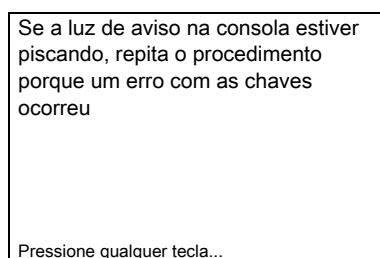 Se a luz de aviso na consola estiver
piscando, repita o procedimento
porque um erro com as chaves
ocorreu
Pressione qualquer tecla...